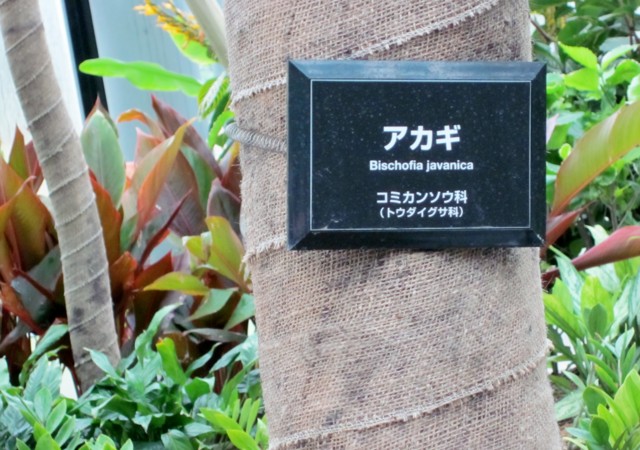 アカギ
Bischofia javanica
コミカンソウ科
（トウダイグサ科）